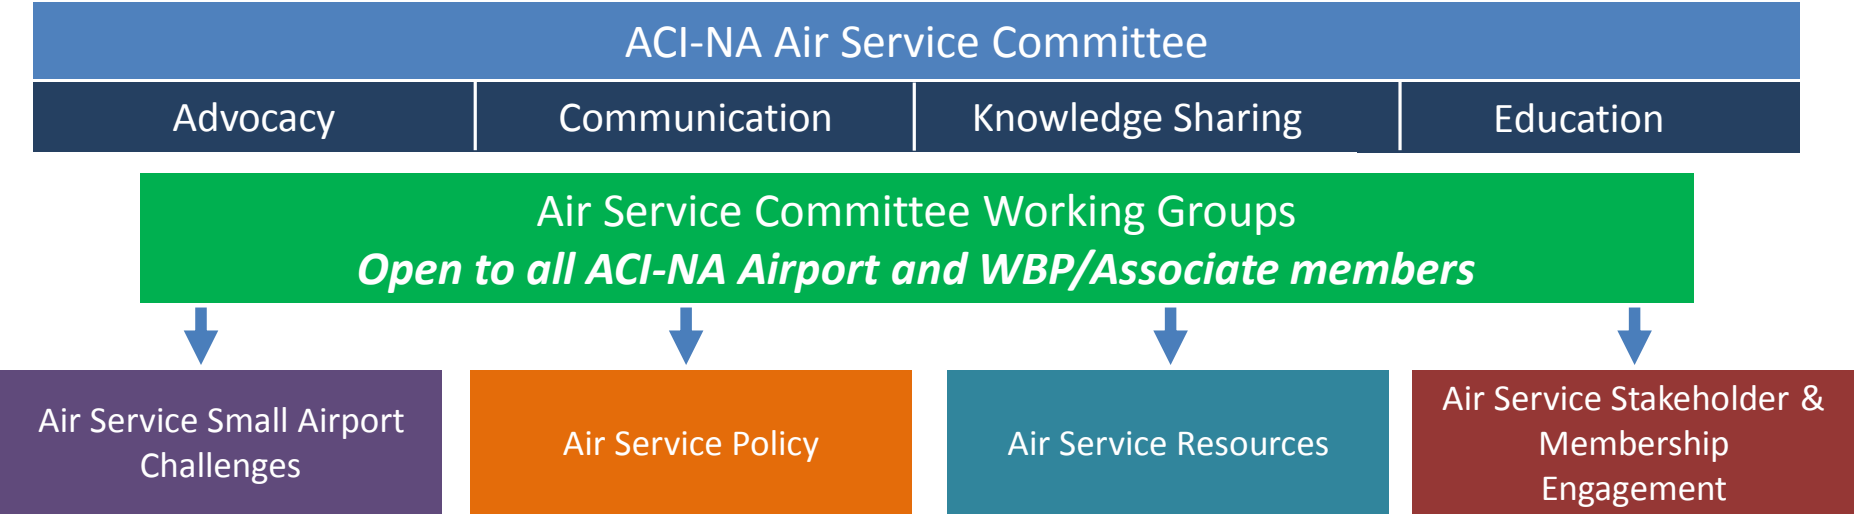 ACI-NA Air Service Committee
Advocacy
Communication
Knowledge Sharing
Education
Air Service Committee Working Groups
Open to all ACI-NA Airport and WBP/Associate members
Air Service Small Airport
Challenges
Air Service Policy
Air Service Resources
Air Service Stakeholder &
Membership
Engagement